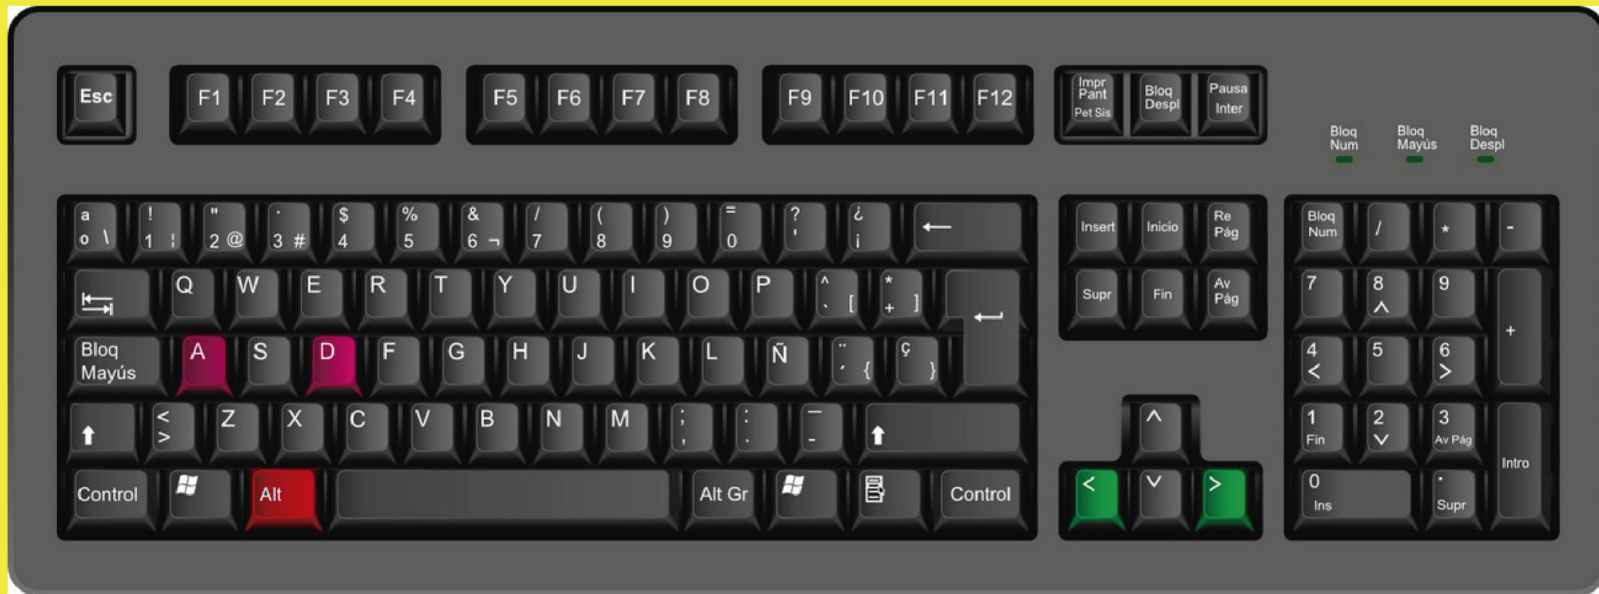 Esc F1 F2 F3 F4 F5 F6 F7 F8 F9 F10 F11 F12
Impr
Pant
Pet Sis
Bloq
Despl
Pausa
Inter
Bloq
Num
Bloq
Mayús
Bloq
Despl
a ! " · $ % & / ( ) = ? ¿
o \ 1 ¦ 2 @ 3 # 4 5 6 ¬ 7 8 9 0 ' ¡
Insert Inicio Re
Pág
Bloq
Num
/ * -
Q W E R T Y U I O P ^ *
` [ + ]
Supr Fin Av
Pág
7 8 9 +
Bloq
Mayús
A S D F G H J K L Ñ ¨ ç
´ { }
4 5 6
< >
< Z X C V B N M ; : _
> , . -
1 2 3
Fin Av Pág
Intro
Control Alt Alt Gr Control
< >
0 .
Ins Supr